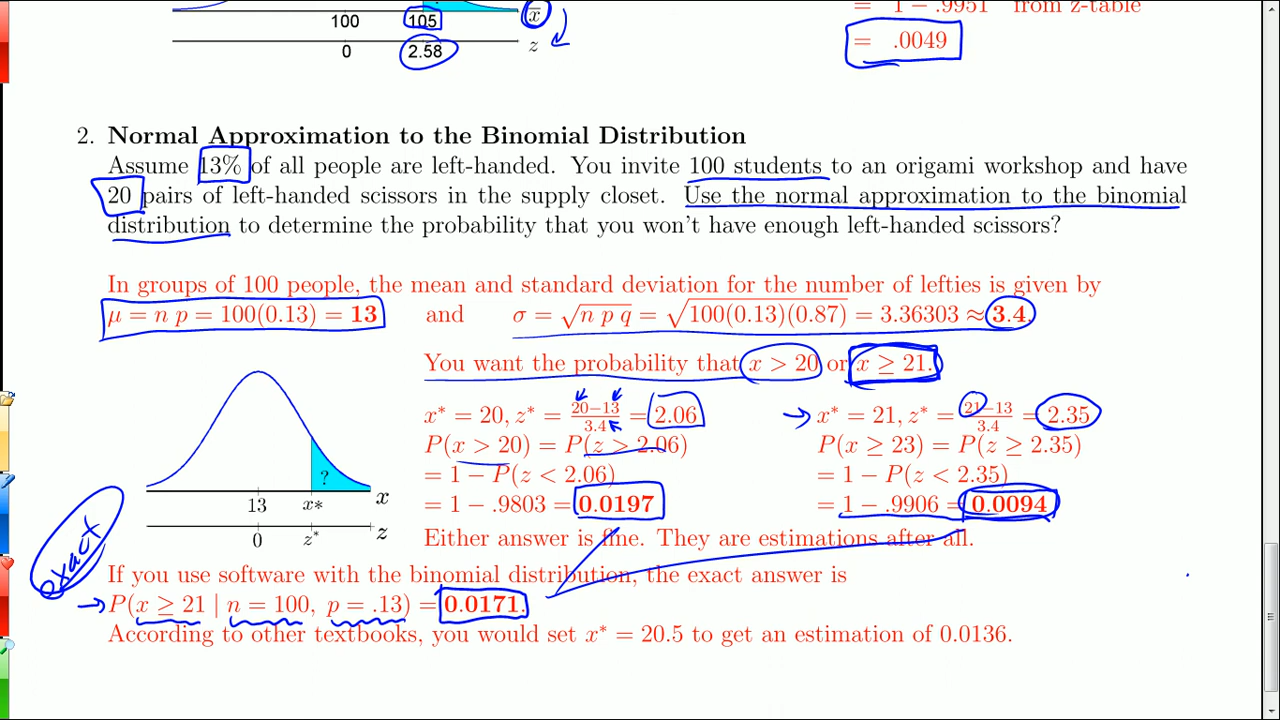 = 1 − .9951 from z-table
100 105 x̄
0 2.58 z
= .0049
2. Normal Approximation to the Binomial Distribution
Assume 13% of all people are left-handed. You invite 100 students to an origami workshop and have
20 pairs of left-handed scissors in the supply closet. Use the normal approximation to the binomial
distribution to determine the probability that you won't have enough left-handed scissors?
In groups of 100 people, the mean and standard deviation for the number of lefties is given by
μ = n p = 100(0.13) = 13 and σ = √n p q = √100(0.13)(0.87) = 3.36303 ≈ 3.4.
You want the probability that x > 20 or x ≥ 21.
x* = 20, z* = 20−13/3.4 = 2.06
P(x > 20) = P(z > 2.06)
= 1 − P(z < 2.06)
= 1 − .9803 = 0.0197
x* = 21, z* = 21−13/3.4 = 2.35
P(x ≥ 23) = P(z ≥ 2.35)
= 1 − P(z < 2.35)
= 1 − .9906 = 0.0094
?
13 x* x
0 z* z
Either answer is fine. They are estimations after all.
exact
If you use software with the binomial distribution, the exact answer is
P(x ≥ 21 | n = 100, p = .13) = 0.0171.
According to other textbooks, you would set x* = 20.5 to get an estimation of 0.0136.